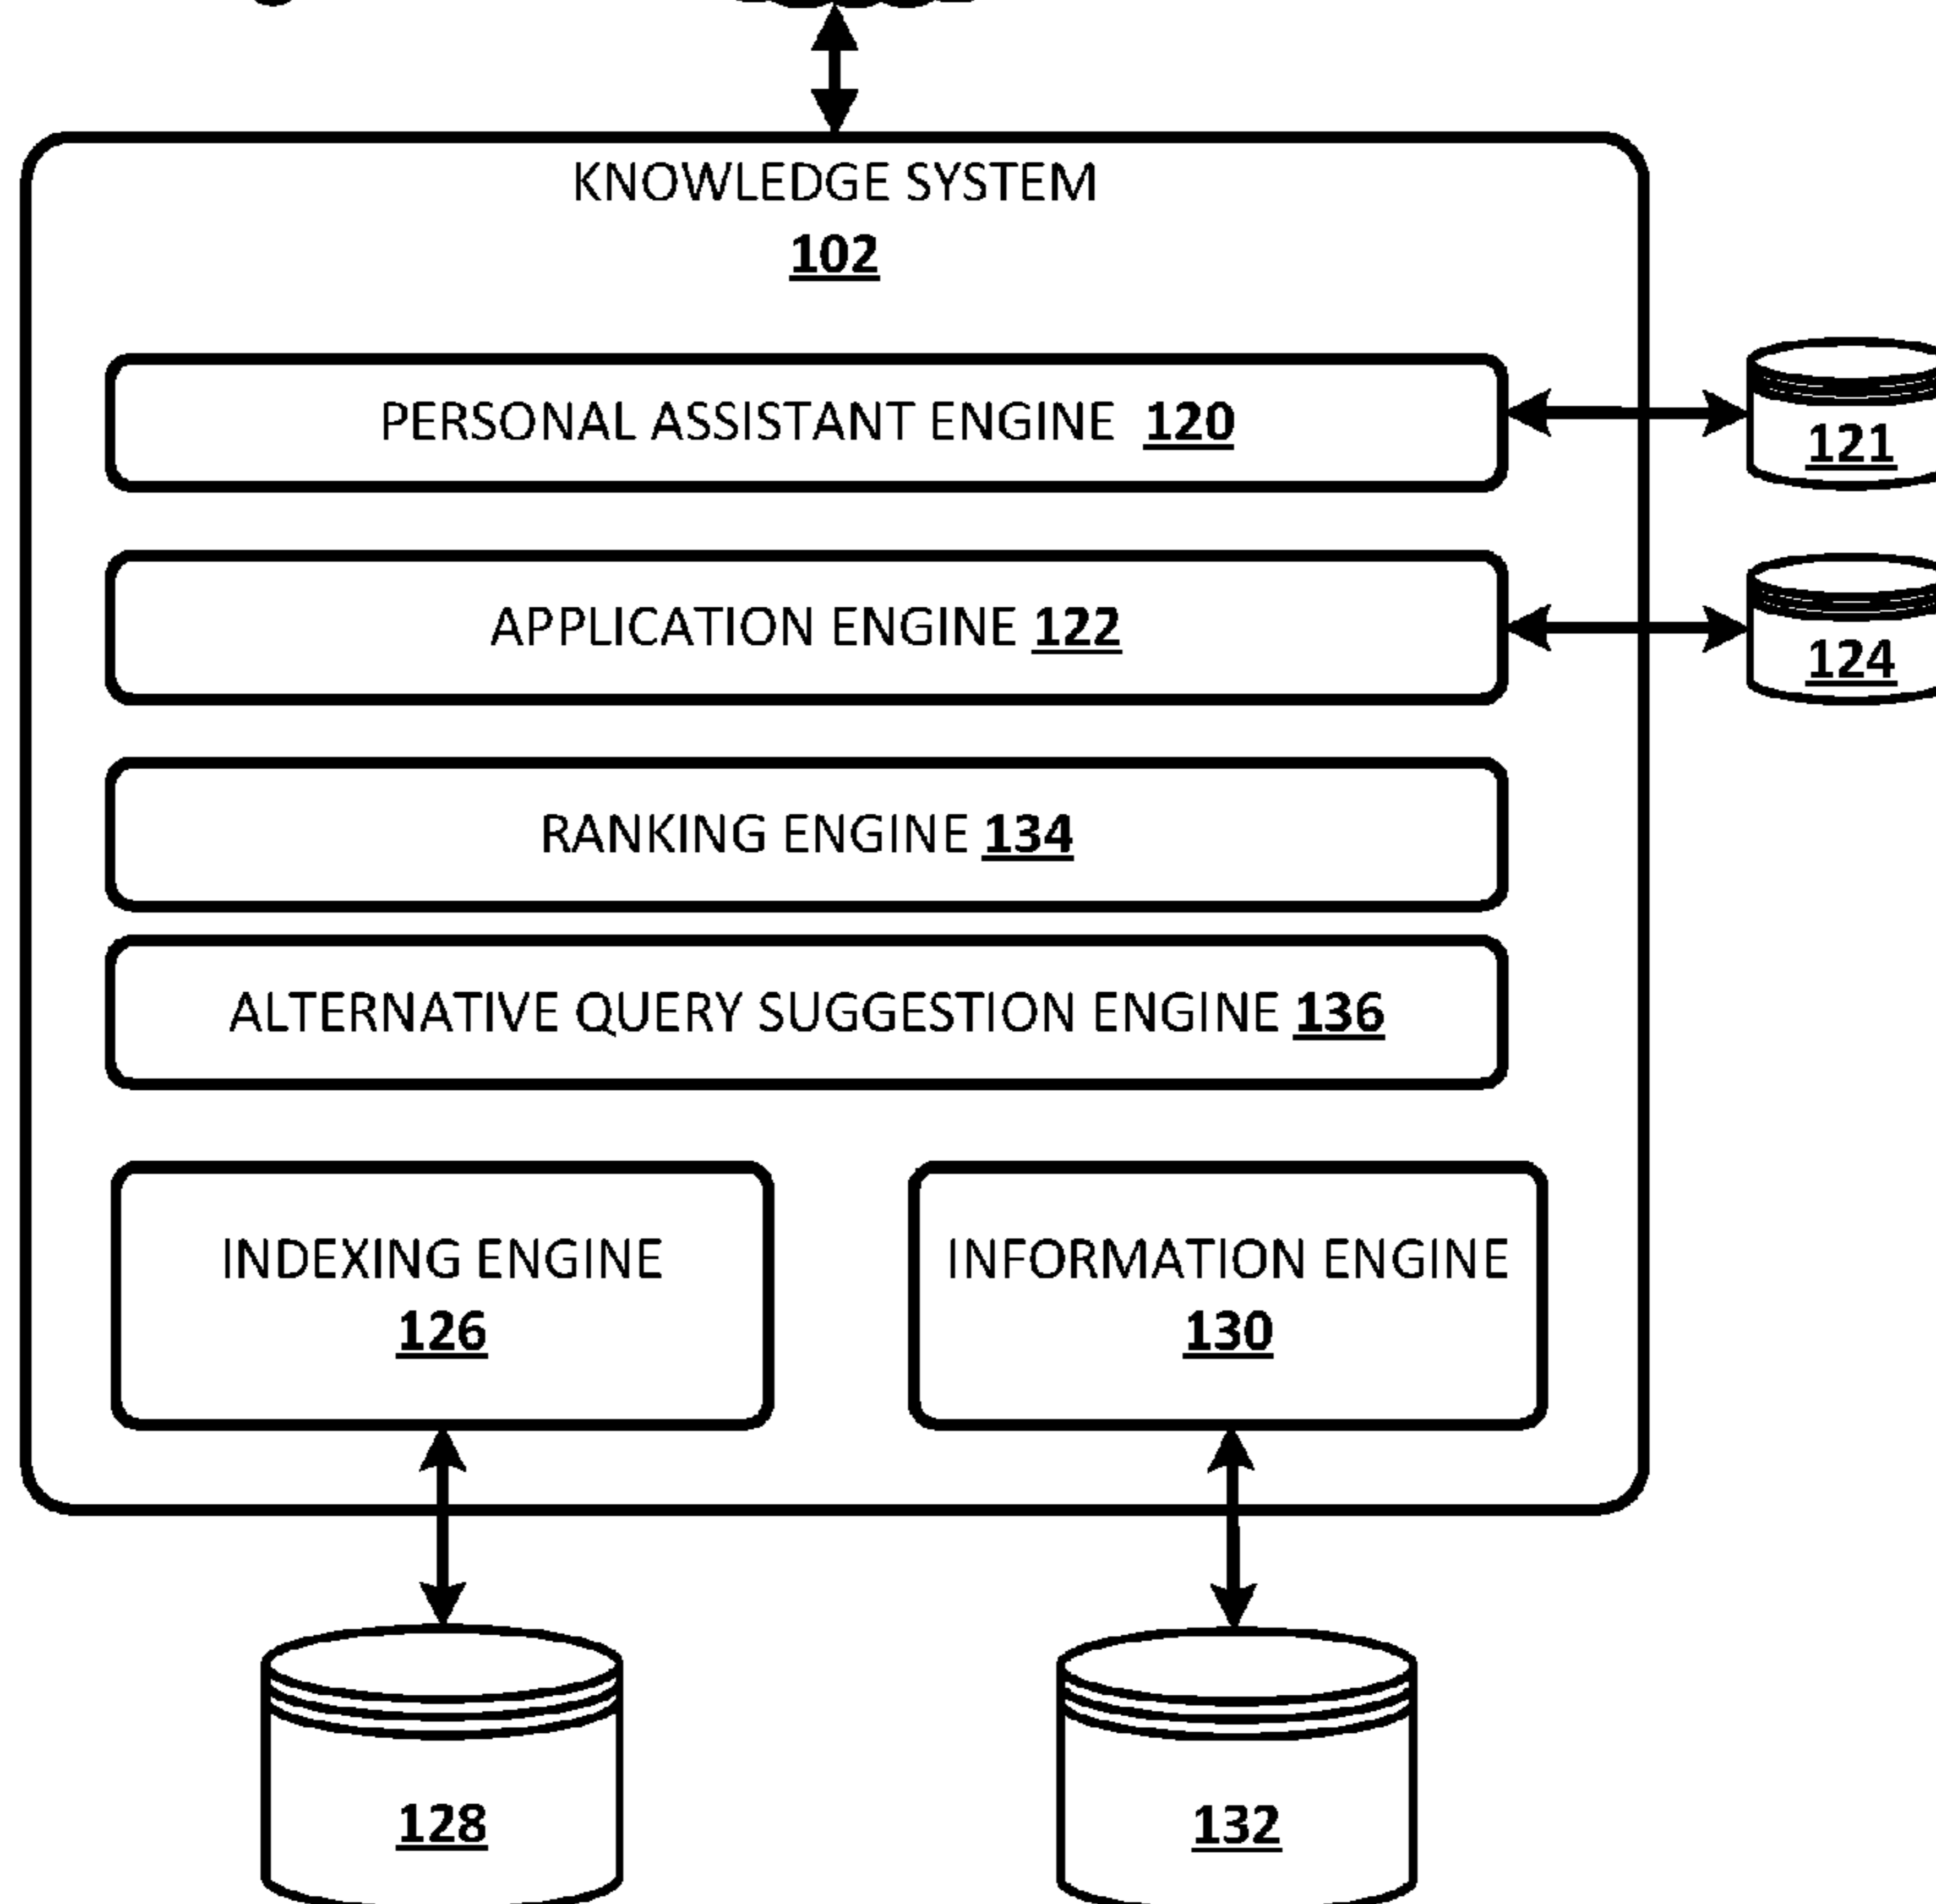 KNOWLEDGE SYSTEM
102
PERSONAL ASSISTANT ENGINE 120
121
APPLICATION ENGINE 122
124
RANKING ENGINE 134
ALTERNATIVE QUERY SUGGESTION ENGINE 136
INDEXING ENGINE
126
INFORMATION ENGINE
130
128
132